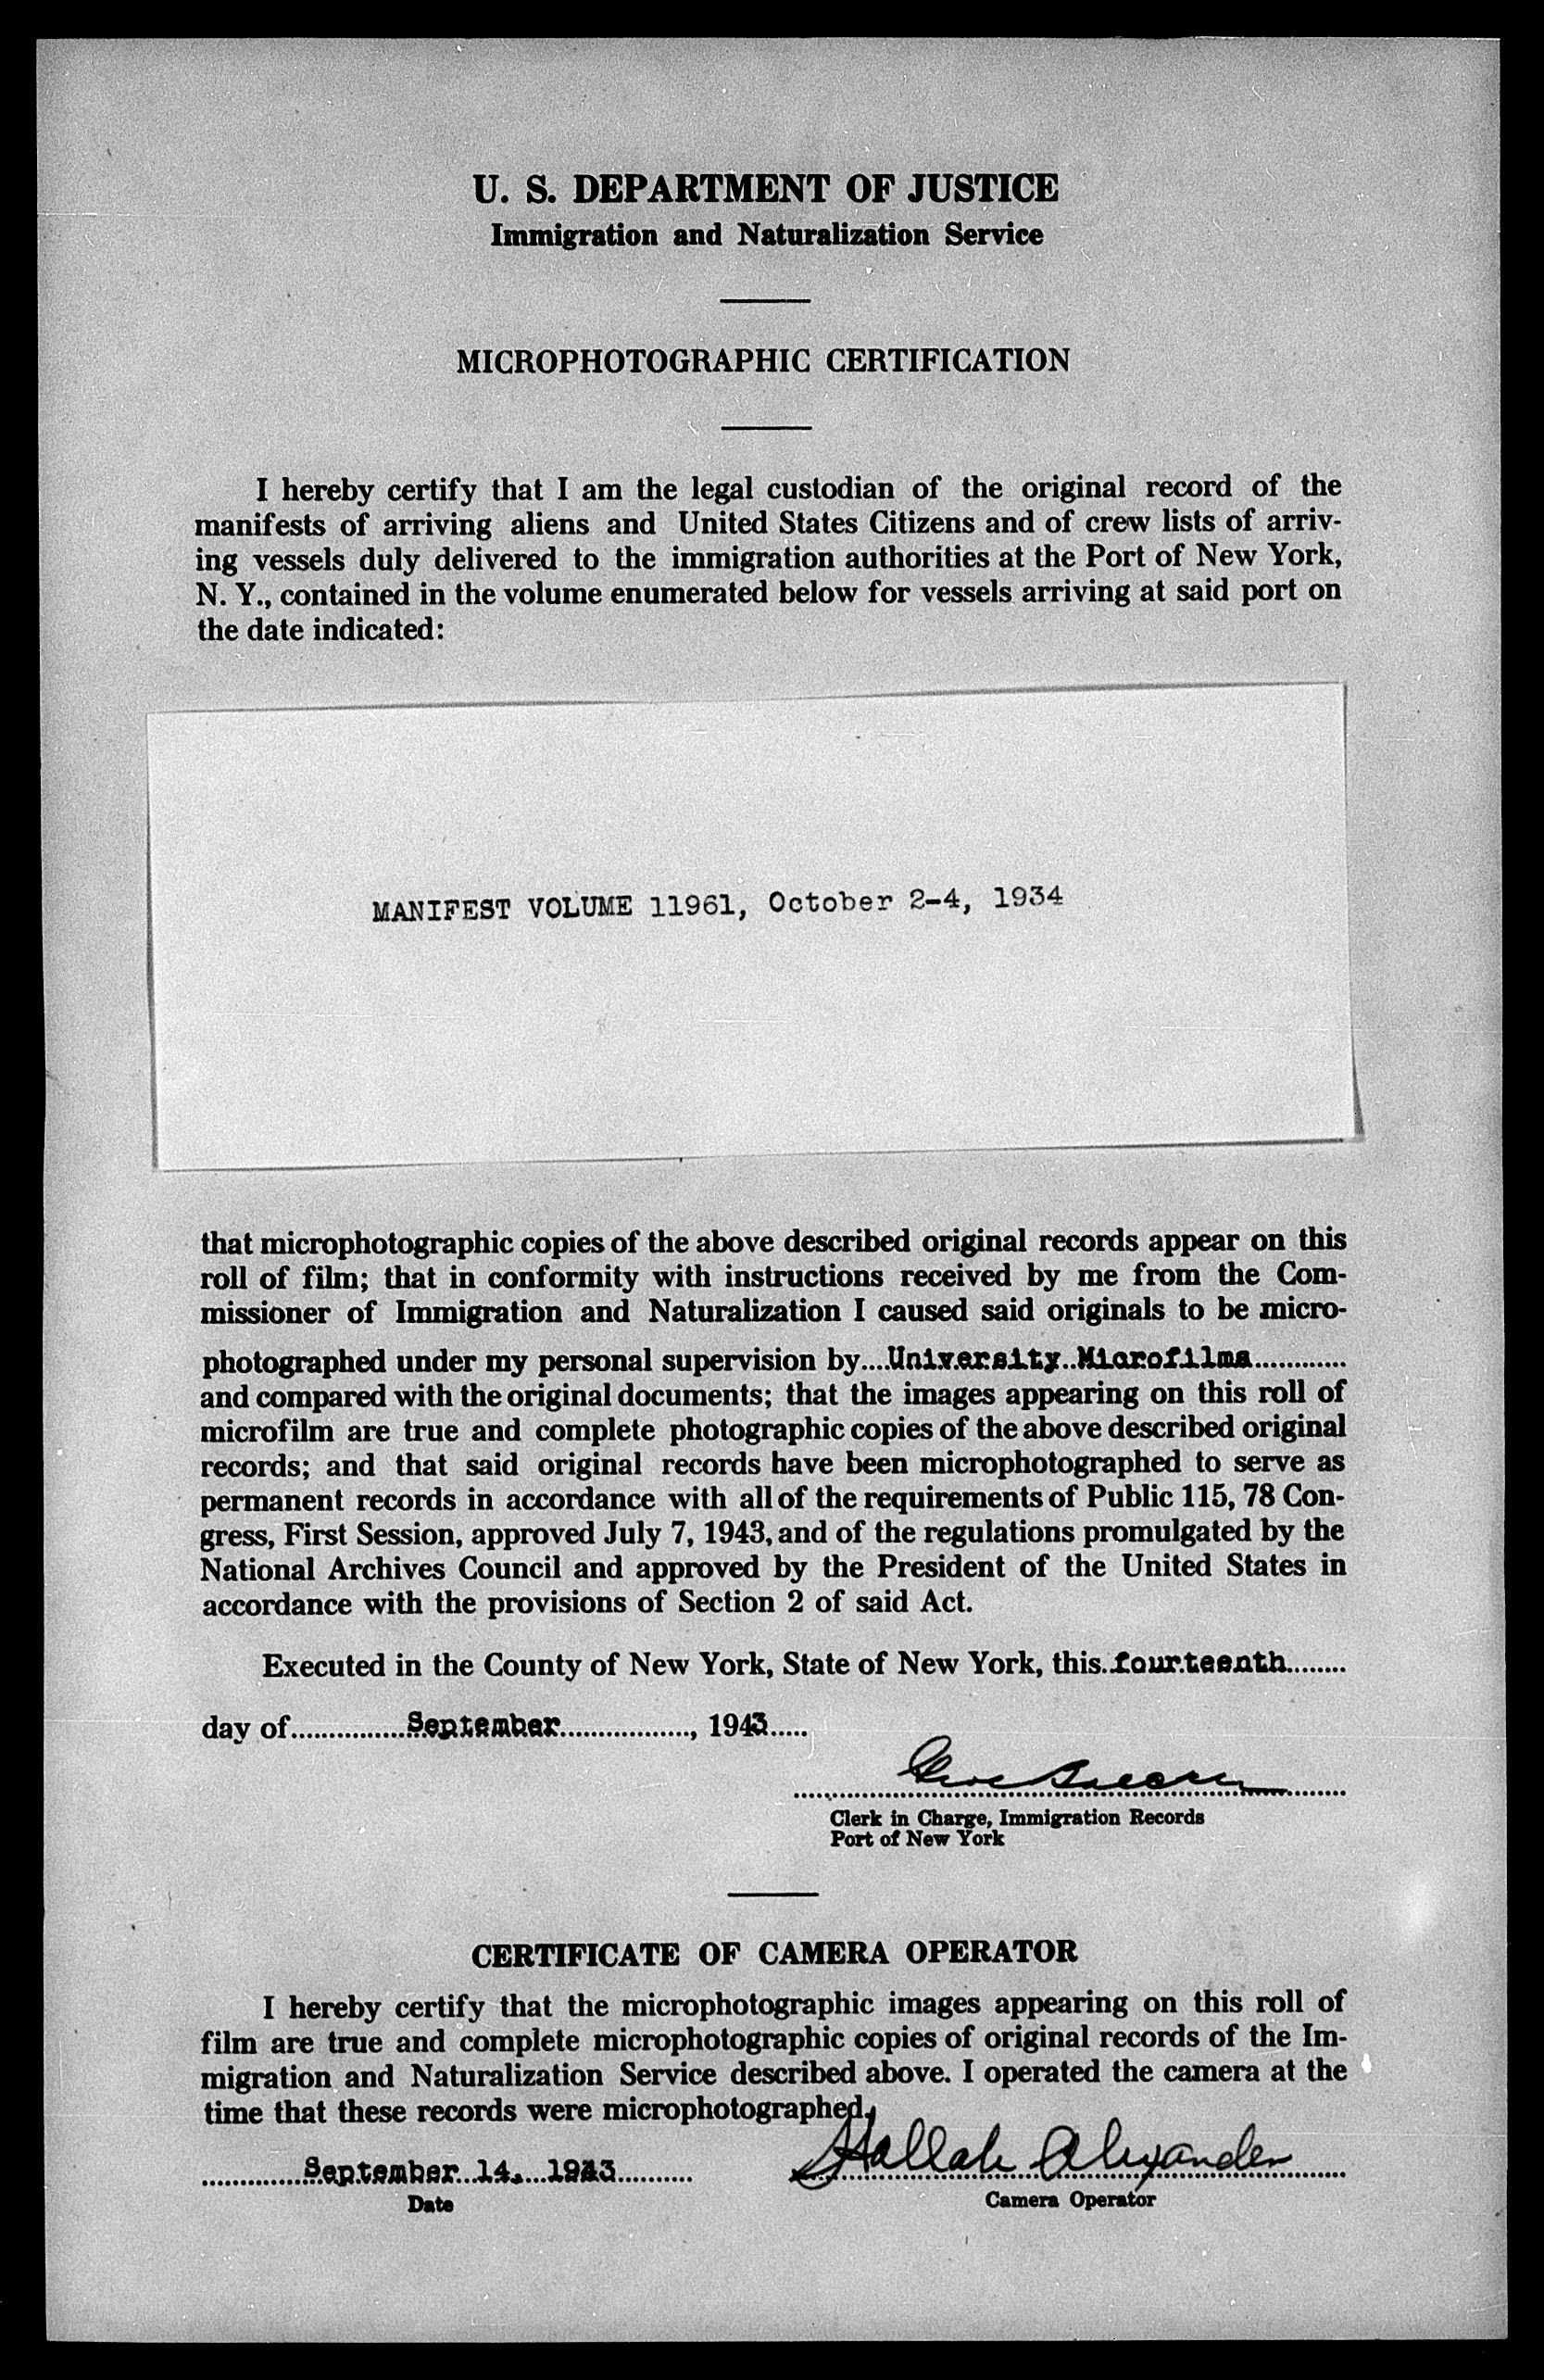 U. S. DEPARTMENT OF JUSTICE
Immigration and Naturalization Service
MICROPHOTOGRAPHIC CERTIFICATION
I hereby certify that I am the legal custodian of the original record of the
manifests of arriving aliens and United States Citizens and of crew lists of arriv-
ing vessels duly delivered to the immigration authorities at the Port of New York,
N. Y., contained in the volume enumerated below for vessels arriving at said port on
the date indicated:
MANIFEST VOLUME 11961, October 2-4, 1934
that microphotographic copies of the above described original records appear on this
roll of film; that in conformity with instructions received by me from the Com-
missioner of Immigration and Naturalization I caused said originals to be micro-
photographed under my personal supervision by....University Microfilms............
and compared with the original documents; that the images appearing on this roll of
microfilm are true and complete photographic copies of the above described original
records; and that said original records have been microphotographed to serve as
permanent records in accordance with all of the requirements of Public 115, 78 Con-
gress, First Session, approved July 7, 1943, and of the regulations promulgated by the
National Archives Council and approved by the President of the United States in
accordance with the provisions of Section 2 of said Act.
Executed in the County of New York, State of New York, this..fourteenth........
day of...............September................., 1943.....
Clerk in Charge, Immigration Records
Port of New York
CERTIFICATE OF CAMERA OPERATOR
I hereby certify that the microphotographic images appearing on this roll of
film are true and complete microphotographic copies of original records of the Im-
migration and Naturalization Service described above. I operated the camera at the
time that these records were microphotographed.
September 14, 1943 Hallah Alexander
Date Camera Operator